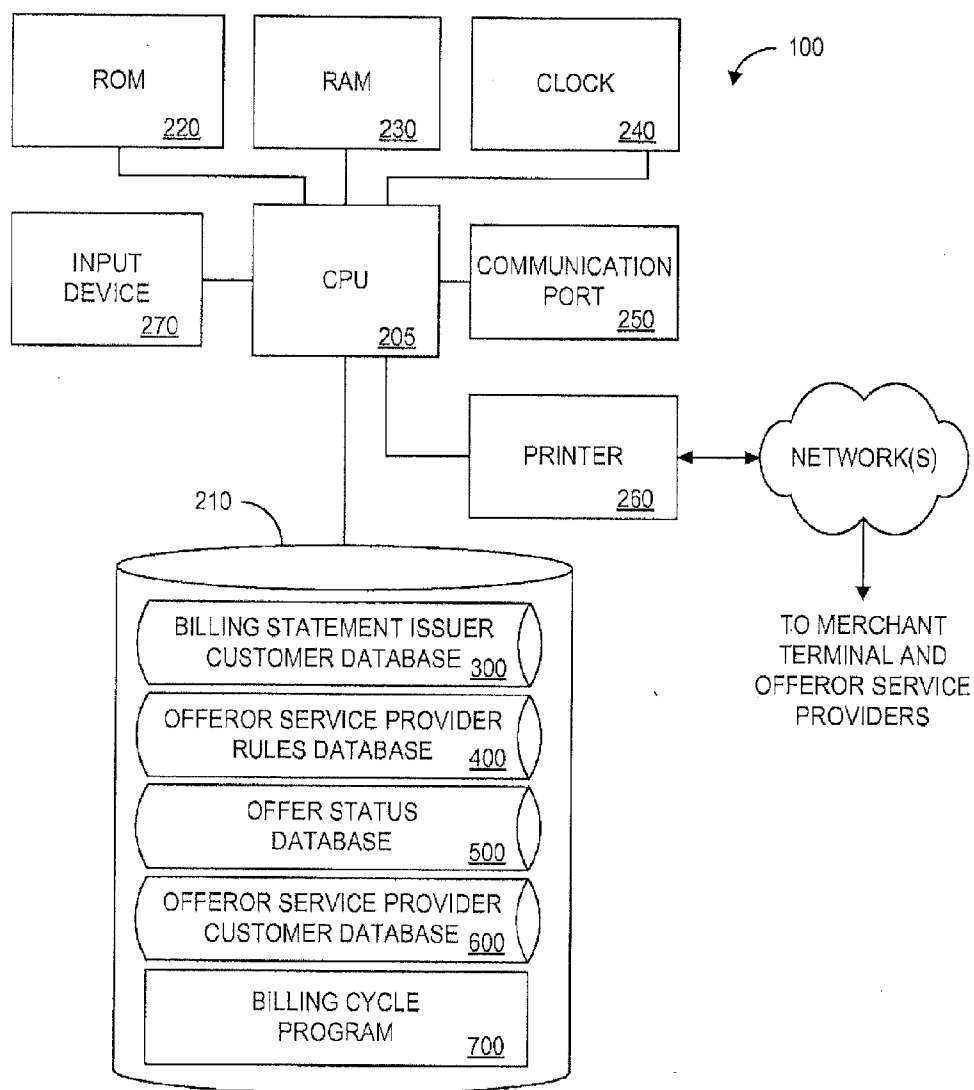 100
ROM
220
RAM
230
CLOCK
240
INPUT
DEVICE
270
CPU
205
COMMUNICATION
PORT
250
PRINTER
260
NETWORK(S)
TO MERCHANT
TERMINAL AND
OFFEROR SERVICE
PROVIDERS
210
BILLING STATEMENT ISSUER
CUSTOMER DATABASE 300
OFFEROR SERVICE PROVIDER
RULES DATABASE 400
OFFER STATUS
DATABASE 500
OFFEROR SERVICE PROVIDER
CUSTOMER DATABASE 600
BILLING CYCLE
PROGRAM 700